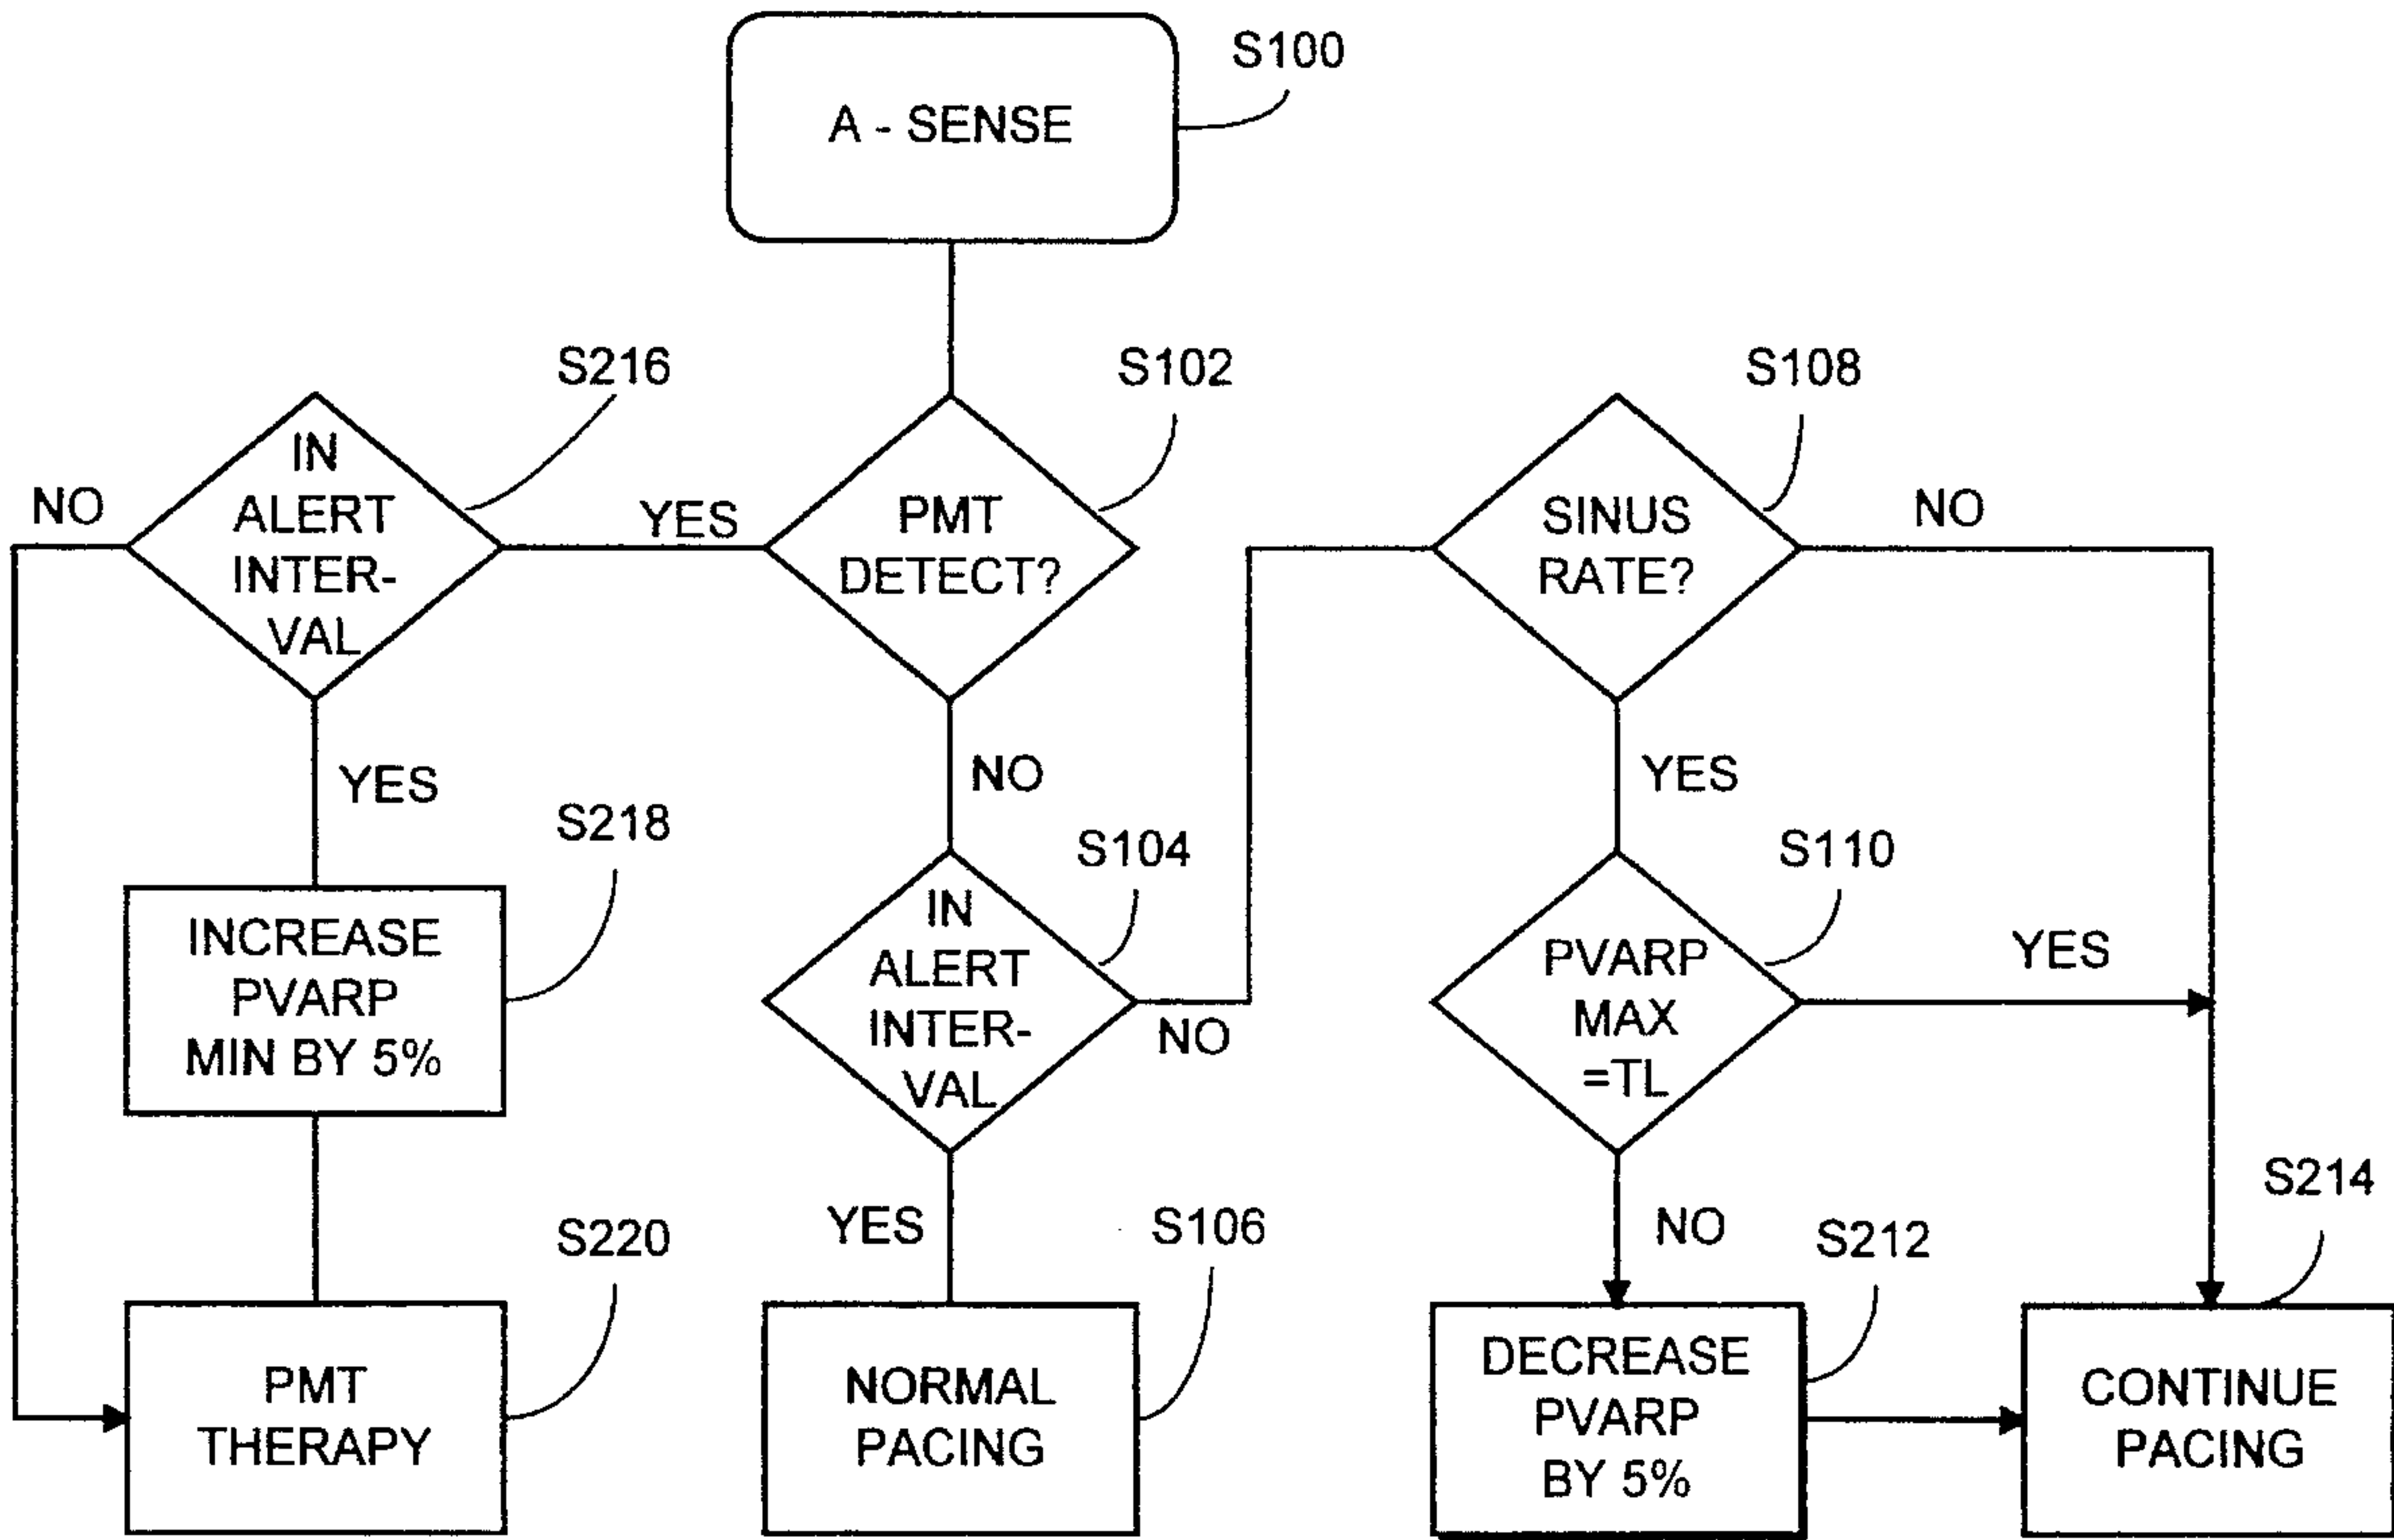 A - SENSE
S100
S216
S102
S108
IN
ALERT
INTER-
VAL
NO
YES
PMT
DETECT?
SINUS
RATE?
NO
YES
NO
YES
S218
S104
S110
INCREASE
PVARP
MIN BY 5%
IN
ALERT
INTER-
VAL
NO
PVARP
MAX
=TL
YES
YES
NO
S220
S106
S212
S214
PMT
THERAPY
NORMAL
PACING
DECREASE
PVARP
BY 5%
CONTINUE
PACING